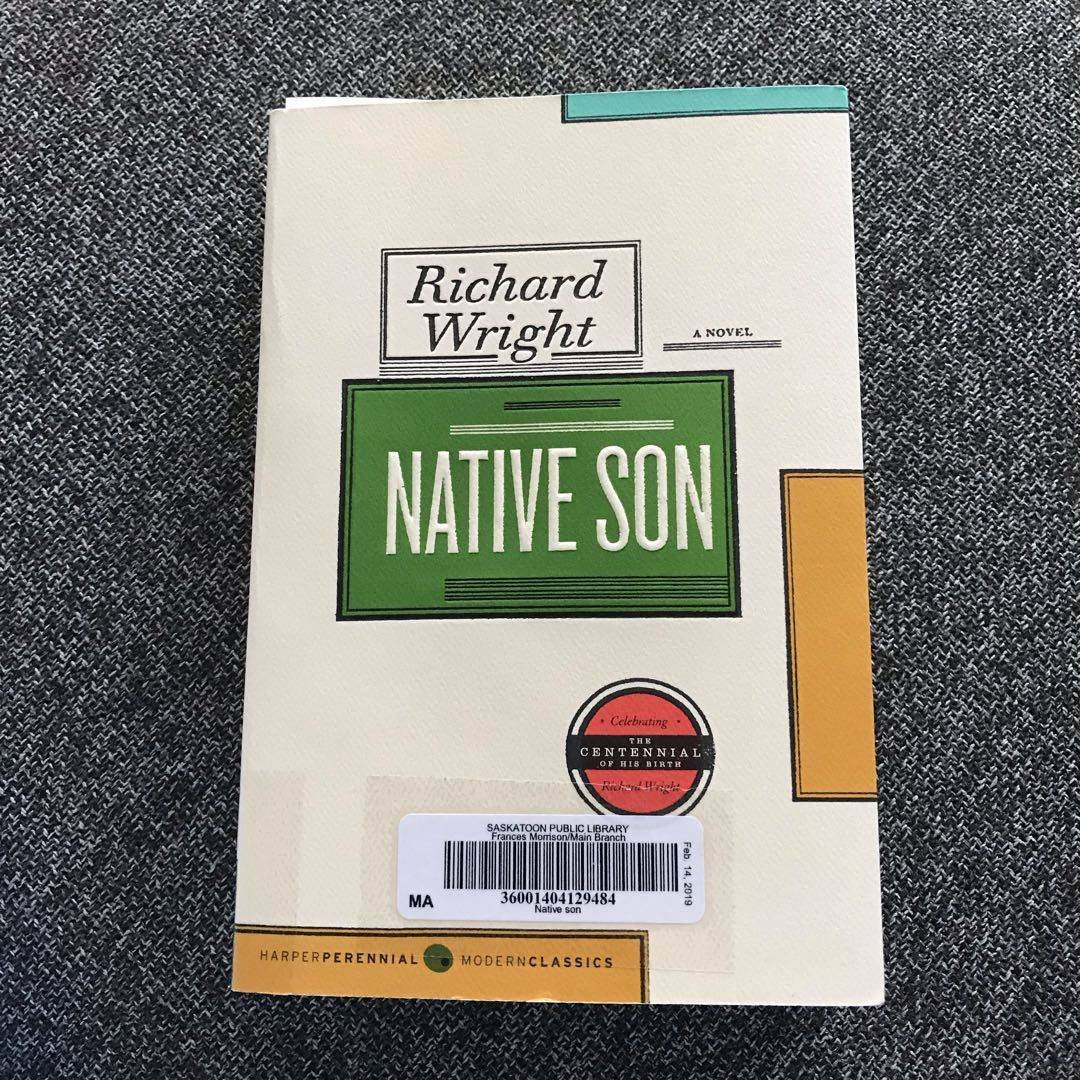 Richard
Wright
A NOVEL
NATIVE SON
Celebrating
THE
CENTENNIAL
OF HIS BIRTH
Richard Wright
SASKATOON PUBLIC LIBRARY
Frances Morrison/Main Branch
Feb. 14, 2019
MA
36001404129484
Native son
HARPERPERENNIAL MODERNCLASSICS